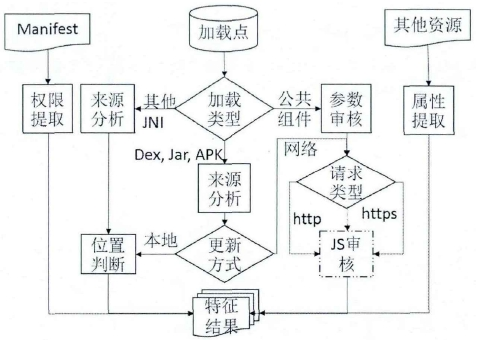 Manifest
加载点
其他资源
权限
提取
来源
分析
其他
JNI
加载
类型
公共
组件
参数
审核
属性
提取
Dex, Jar, APK
网络
来源
分析
请求
类型
http
https
位置
判断
本地
更新
方式
JS审
核
特征
结果